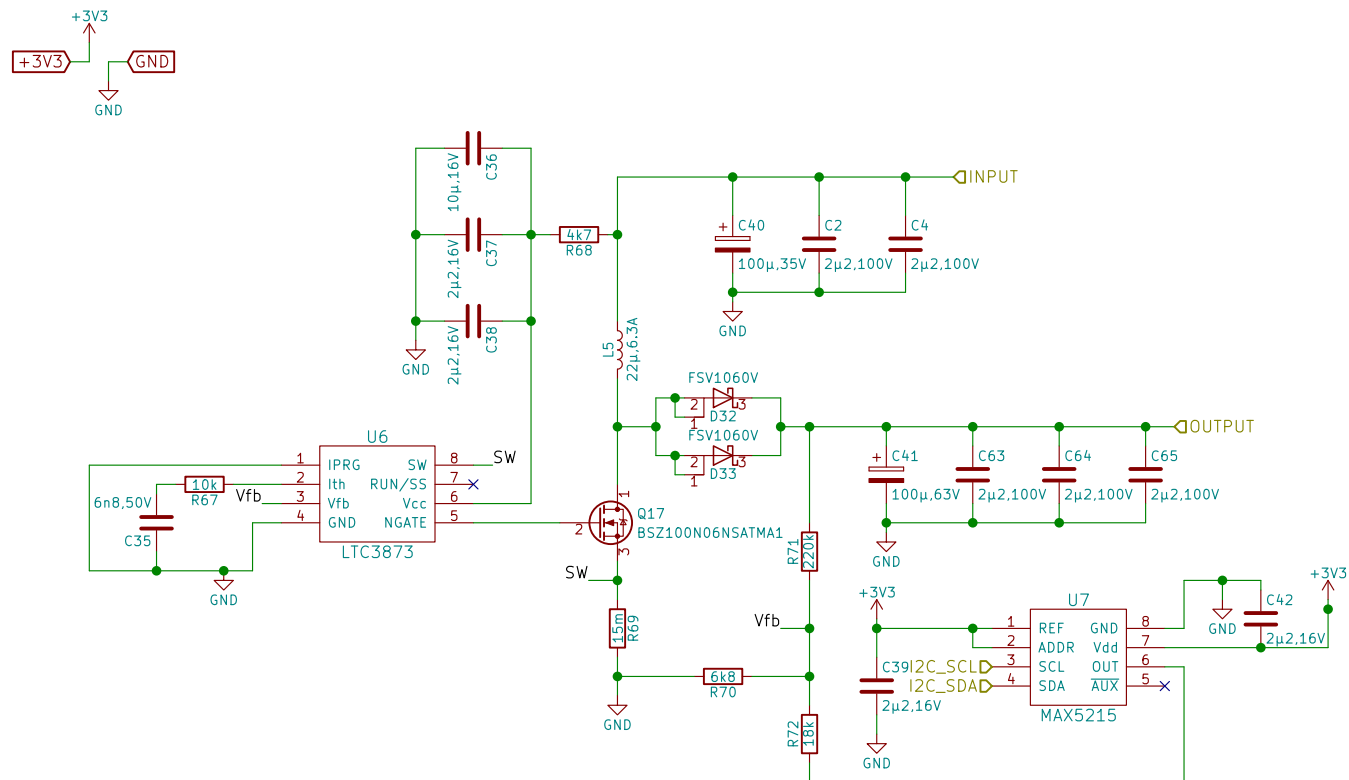 +3V3
+3V3
GND
GND
10µ,16V
C36
2µ2,16V
C37
2µ2,16V
C38
GND
4k7
R68
INPUT
+
C40
100µ,35V
C2
2µ2,100V
C4
2µ2,100V
GND
L5
22µ,6.3A
FSV1060V
2
1
3
D32
FSV1060V
2
1
3
D33
OUTPUT
+
C41
100µ,63V
C63
2µ2,100V
C64
2µ2,100V
C65
2µ2,100V
GND
U6
1
IPRG
SW
8
SW
2
Ith
RUN/SS
7
3
Vfb
Vcc
6
4
GND
NGATE
5
LTC3873
10k
R67
Vfb
6n8,50V
C35
GND
1
2
3
Q17
BSZ100N06NSATMA1
SW
15m
R69
GND
6k8
R70
R71
220k
Vfb
R72
18k
+3V3
C39
2µ2,16V
GND
I2C_SCL
I2C_SDA
U7
1
REF
GND
8
2
ADDR
Vdd
7
3
SCL
OUT
6
4
SDA
AUX
5
MAX5215
GND
C42
2µ2,16V
+3V3